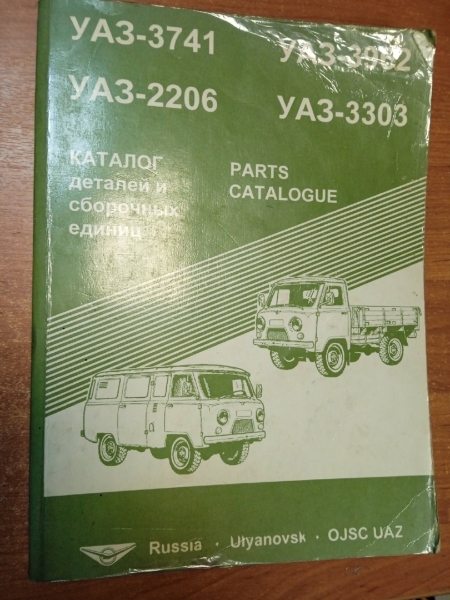 УАЗ-3741 УАЗ-3962
УАЗ-2206 УАЗ-3303
КАТАЛОГ
деталей и
сборочных
единиц
PARTS
CATALOGUE
Russia · Ulyanovsk · OJSC UAZ